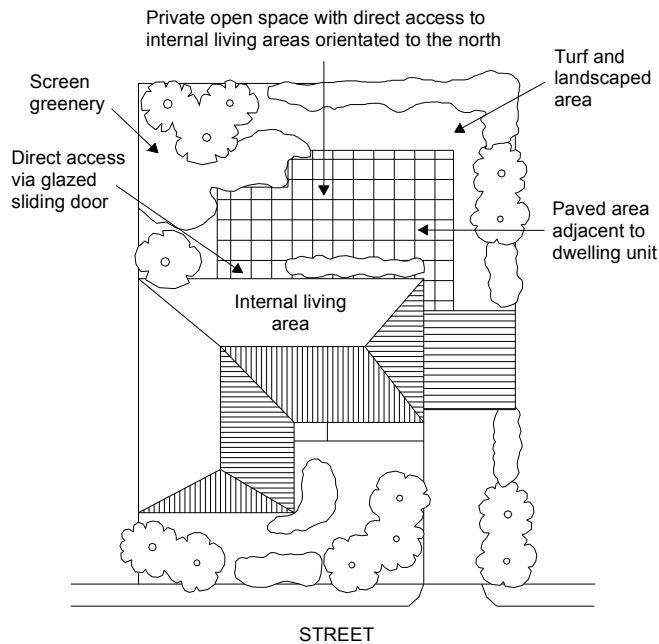 Private open space with direct access to
internal living areas orientated to the north
Screen
greenery
Turf and
landscaped
area
Direct access
via glazed
sliding door
Paved area
adjacent to
dwelling unit
Internal living
area
STREET